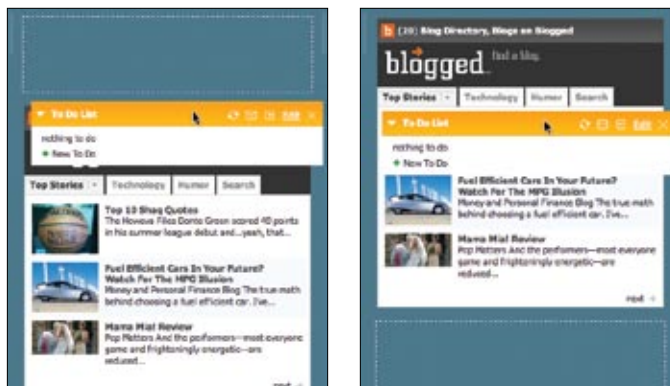 To Do List
Edit
nothing to do
New To Do
Top Stories
Technology
Humor
Search
Top 10 Shaq Quotes
The Howova Files Donte Green scored 40 points
in his summer league debut and...yeah, that...
Fuel Efficient Cars In Your Future?
Watch For The MPG Illusion
Money and Personal Finance Blog The true math
behind choosing a fuel efficient car. I've...
Mama Mia! Review
Pop Matters And the performers—most everyone
game and frighteningly energetic—are
reduced...
next
(20) Blog Directory, Blogs on Blogged
blogged
find a blog.
Top Stories
Technology
Humor
Search
To Do List
Edit
nothing to do
New To Do
Fuel Efficient Cars In Your Future?
Watch For The MPG Illusion
Money and Personal Finance Blog The true math
behind choosing a fuel efficient car. I've...
Mama Mia! Review
Pop Matters And the performers—most everyone
game and frighteningly energetic—are
reduced...
next